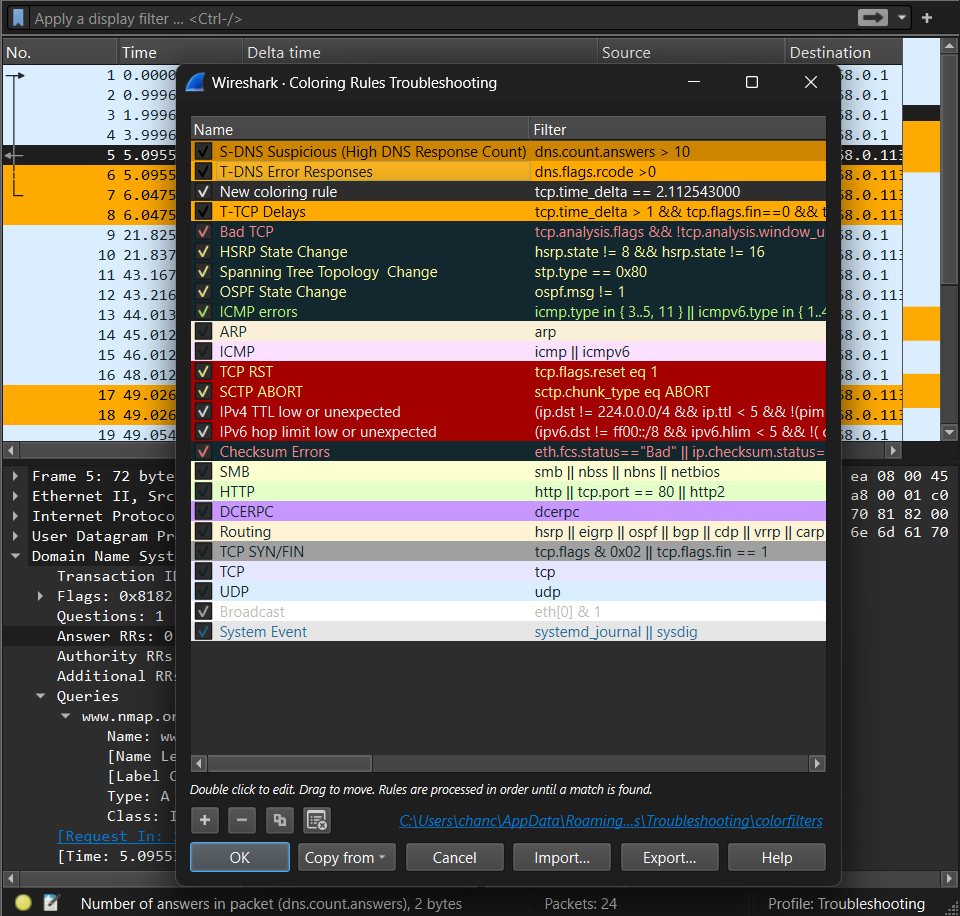 Apply a display filter ... <Ctrl-/>
No. Time Delta time Source Destination
1 0.0000 58.0.1
2 0.9996 58.0.1
3 1.9996 58.0.1
4 3.9996 58.0.1
5 5.0955 58.0.113
6 5.0955 58.0.113
7 6.0475 58.0.113
8 6.0475 58.0.113
9 21.825 58.0.1
10 21.837 58.0.1
11 43.167 58.0.1
12 43.216 58.0.1
13 44.013 58.0.1
14 45.012 58.0.1
15 46.012 58.0.1
16 48.012 58.0.1
17 49.026 58.0.113
18 49.026 58.0.113
19 49.054 58.0.1
Wireshark · Coloring Rules Troubleshooting
Name Filter
S-DNS Suspicious (High DNS Response Count) dns.count.answers > 10
T-DNS Error Responses dns.flags.rcode >0
New coloring rule tcp.time_delta == 2.112543000
T-TCP Delays tcp.time_delta > 1 && tcp.flags.fin==0 && t
Bad TCP tcp.analysis.flags && !tcp.analysis.window_u
HSRP State Change hsrp.state != 8 && hsrp.state != 16
Spanning Tree Topology  Change stp.type == 0x80
OSPF State Change ospf.msg != 1
ICMP errors icmp.type in { 3..5, 11 } || icmpv6.type in { 1..4
ARP arp
ICMP icmp || icmpv6
TCP RST tcp.flags.reset eq 1
SCTP ABORT sctp.chunk_type eq ABORT
IPv4 TTL low or unexpected (ip.dst != 224.0.0.0/4 && ip.ttl < 5 && !(pim
IPv6 hop limit low or unexpected (ipv6.dst != ff00::/8 && ipv6.hlim < 5 && !( o
Checksum Errors eth.fcs.status=="Bad" || ip.checksum.status=
SMB smb || nbss || nbns || netbios
HTTP http || tcp.port == 80 || http2
DCERPC dcerpc
Routing hsrp || eigrp || ospf || bgp || cdp || vrrp || carp
TCP SYN/FIN tcp.flags & 0x02 || tcp.flags.fin == 1
TCP tcp
UDP udp
Broadcast eth[0] & 1
System Event systemd_journal || sysdig
Double click to edit. Drag to move. Rules are processed in order until a match is found.
C:\Users\chanc\AppData\Roaming...s\Troubleshooting\colorfilters
OK Copy from Cancel Import... Export... Help
Frame 5: 72 byte
Ethernet II, Src
Internet Protoco
User Datagram Pr
Domain Name Syst
Transaction ID
Flags: 0x8182
Questions: 1
Answer RRs: 0
Authority RRs
Additional RRs
Queries
www.nmap.or
Name: ww
[Name Le
[Label C
Type: A
Class: I
[Request In:
[Time: 5.0955
ea 08 00 45
a8 00 01 c0
70 81 82 00
6e 6d 61 70
Number of answers in packet (dns.count.answers), 2 bytes Packets: 24 Profile: Troubleshooting